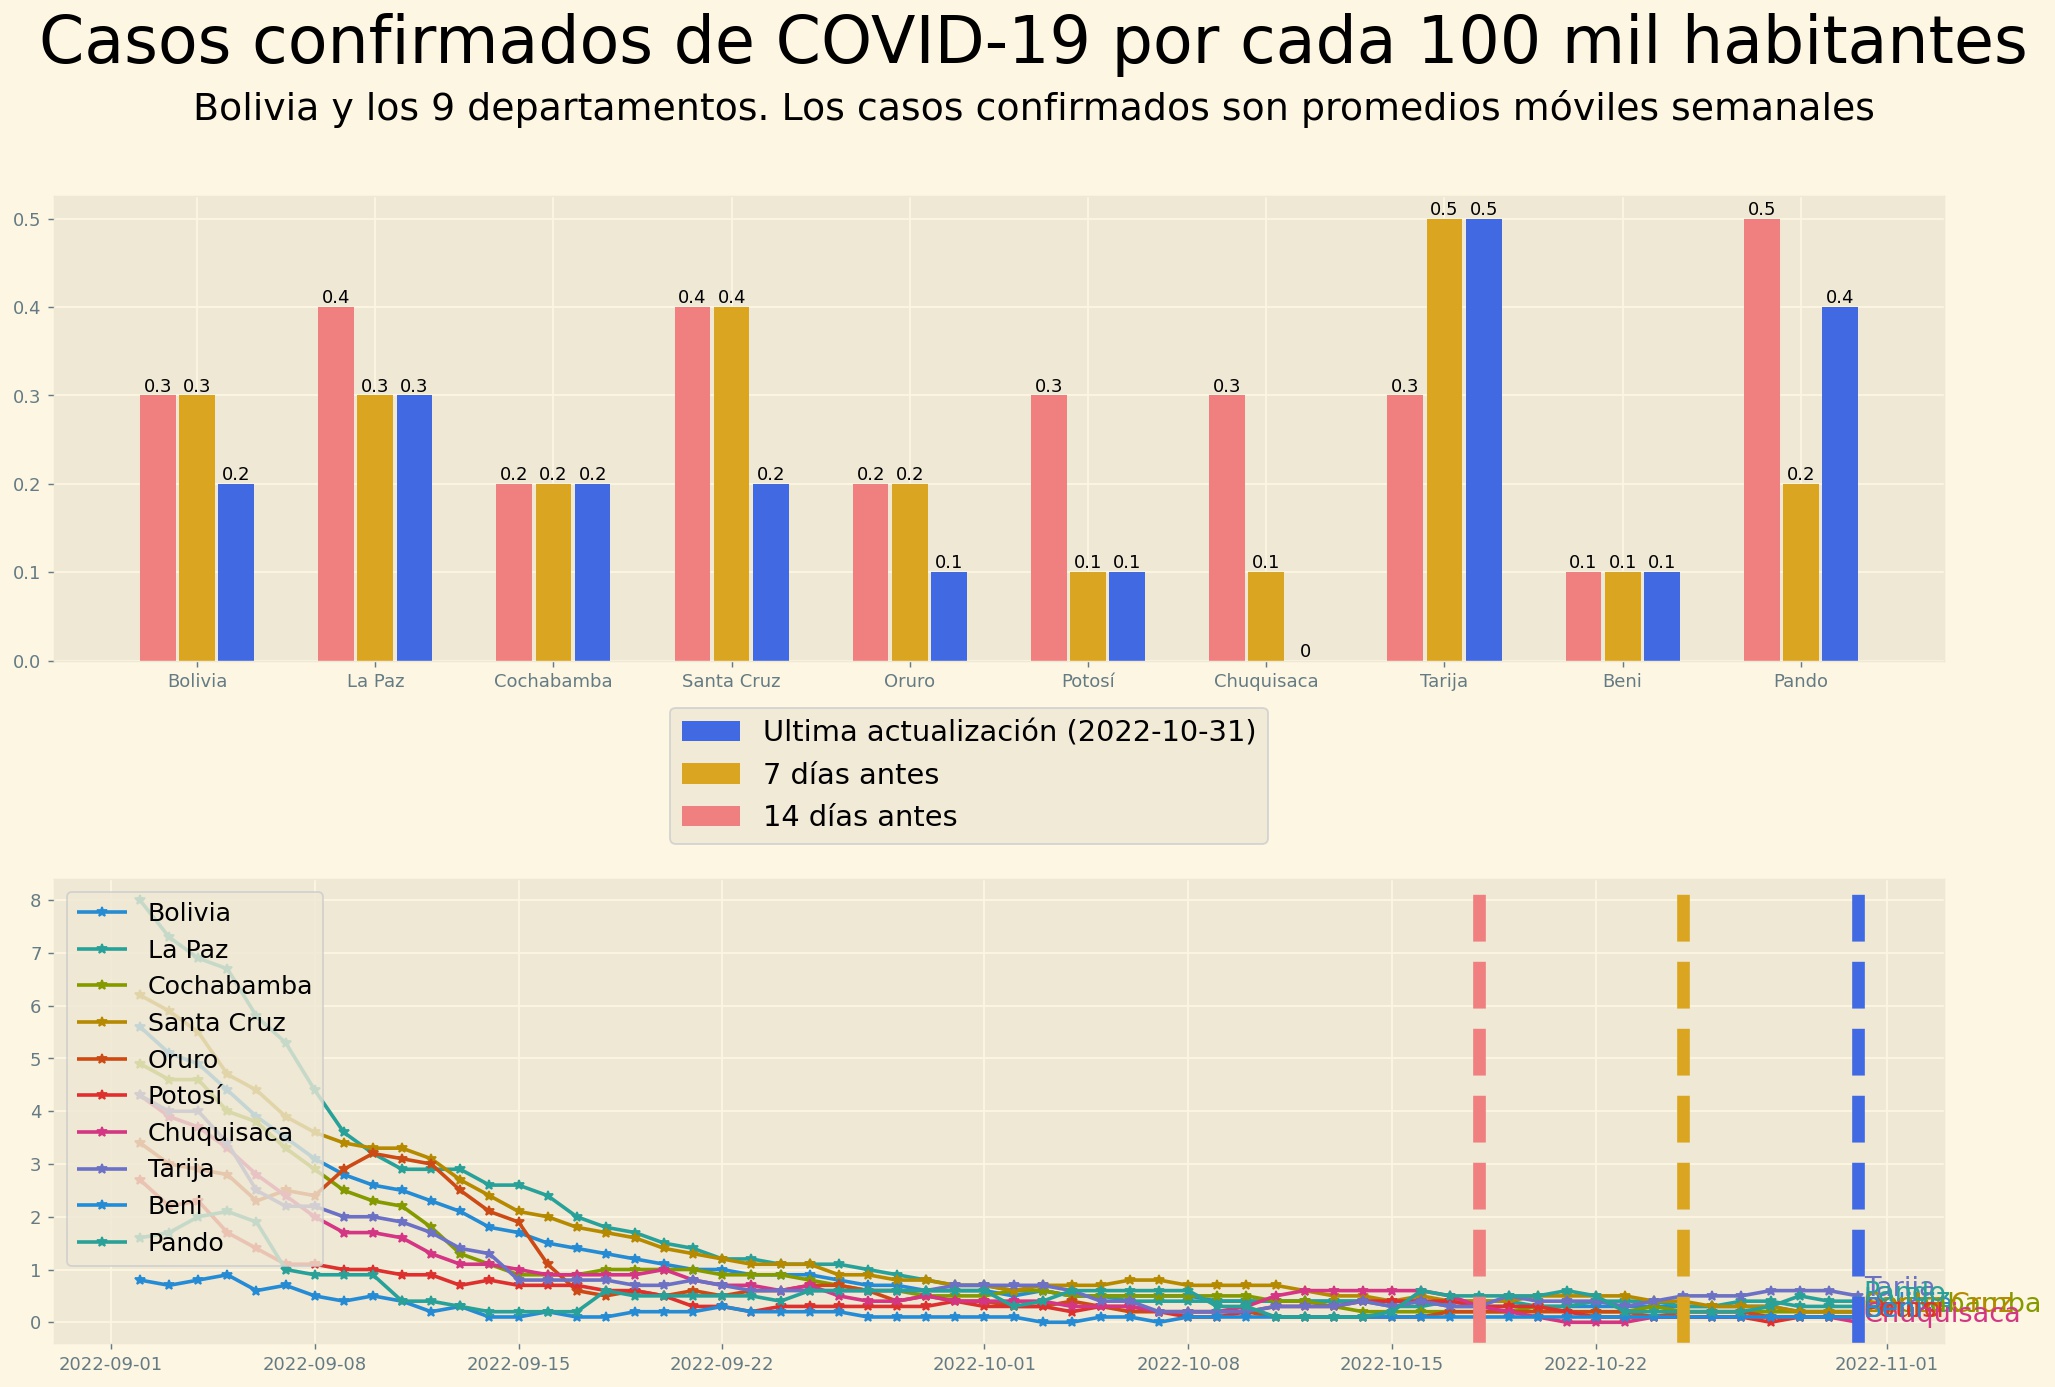 Casos confirmados de COVID-19 por cada 100 mil habitantes
Bolivia y los 9 departamentos. Los casos confirmados son promedios móviles semanales
0.5
0.4
0.3
0.2
0.1
0.0
0.3 0.3 0.2
0.4 0.3 0.3
0.2 0.2 0.2
0.4 0.4 0.2
0.2 0.2 0.1
0.3 0.1 0.1
0.3 0.1 0
0.3 0.5 0.5
0.1 0.1 0.1
0.5 0.2 0.4
Bolivia La Paz Cochabamba Santa Cruz Oruro Potosí Chuquisaca Tarija Beni Pando
Ultima actualización (2022-10-31)
7 días antes
14 días antes
8
7
6
5
4
3
2
1
0
Bolivia
La Paz
Cochabamba
Santa Cruz
Oruro
Potosí
Chuquisaca
Tarija
Beni
Pando
Tarija
Chuquisaca
2022-09-01 2022-09-08 2022-09-15 2022-09-22 2022-10-01 2022-10-08 2022-10-15 2022-10-22 2022-11-01